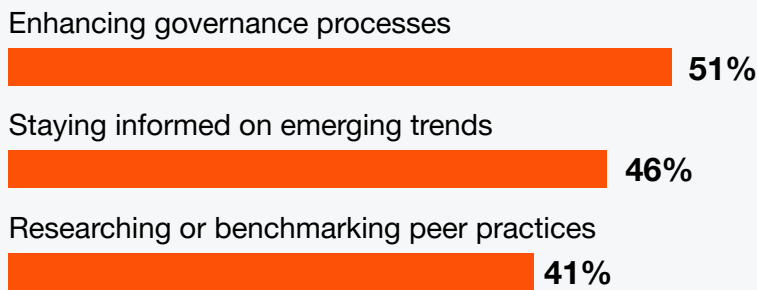 Enhancing governance processes
51%
Staying informed on emerging trends
46%
Researching or benchmarking peer practices
41%